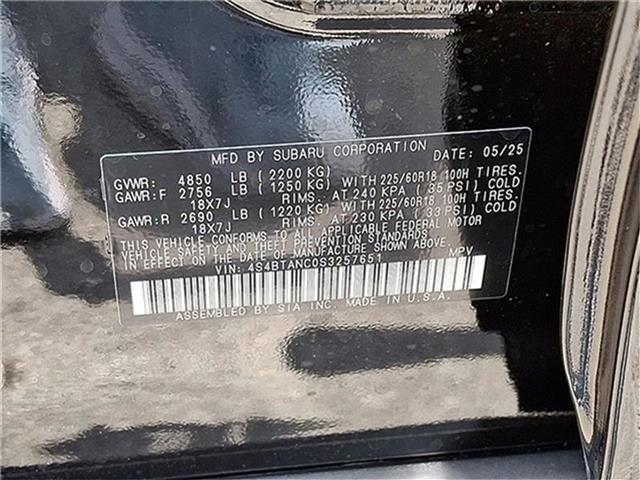 MFD BY SUBARU CORPORATION DATE: 05/25
GVWR: 4850 LB (2200 KG)
GAWR:F 2756 LB (1250 KG) WITH 225/60R18 100H TIRES.
18X7J RIMS. AT 240 KPA (35 PSI) COLD
GAWR:R 2690 LB (1220 KG) WITH 225/60R18 100H TIRES.
18X7J RIMS. AT 230 KPA (33 PSI) COLD
THIS VEHICLE CONFORMS TO ALL APPLICABLE FEDERAL MOTOR
VEHICLE SAFETY AND THEFT PREVENTION STANDARDS
IN EFFECT ON THE DATE OF MANUFACTURE SHOWN ABOVE.
VIN: 4S4BTANC0S3257651 MPV
ASSEMBLED BY SIA INC. MADE IN U.S.A.